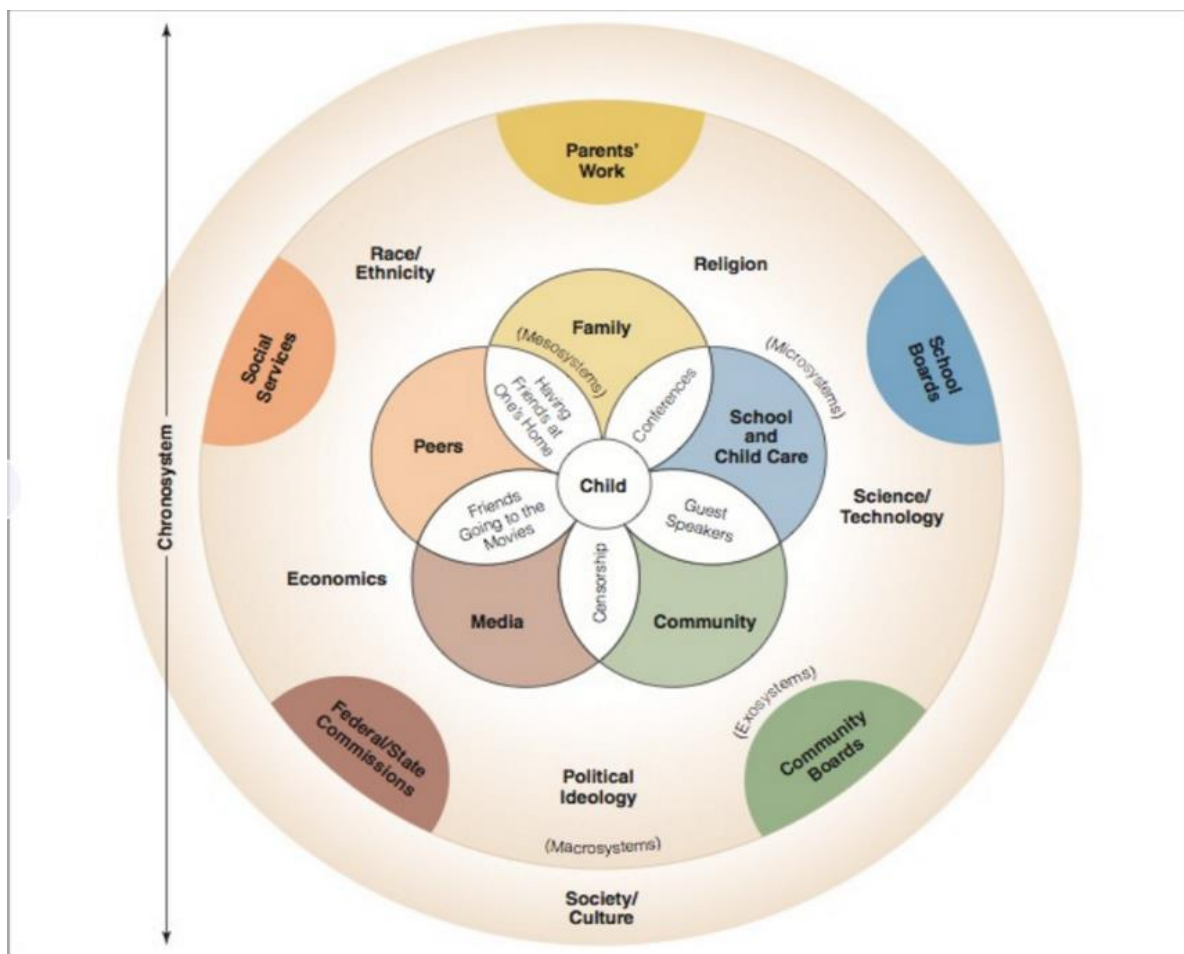 Parents'
Work
Race/
Ethnicity
Religion
Social
Services
School
Boards
Family
(Mesosystems)
(Microsystems)
Having
Friends at
One's Home
Conferences
Peers
School
and
Child Care
Child
Chronosystem
Friends
Going to the
Movies
Guest
Speakers
Science/
Technology
Economics
Censorship
Media
Community
Federal/State
Commissions
(Exosystems)
Community
Boards
Political
Ideology
(Macrosystems)
Society/
Culture